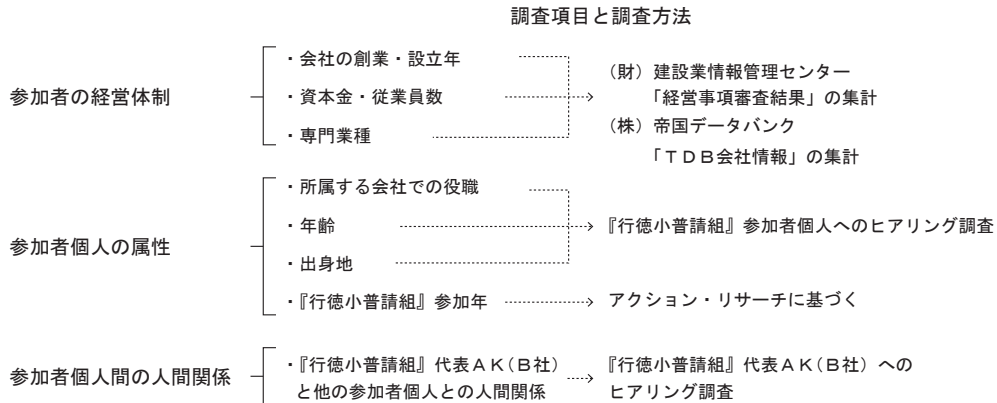 調査項目と調査方法
参加者の経営体制
・会社の創業・設立年
・資本金・従業員数
・専門業種
（財）建設業情報管理センター
「経営事項審査結果」の集計
（株）帝国データバンク
「ＴＤＢ会社情報」の集計
参加者個人の属性
・所属する会社での役職
・年齢
・出身地
『行徳小普請組』参加者個人へのヒアリング調査
・『行徳小普請組』参加年
アクション・リサーチに基づく
参加者個人間の人間関係
・『行徳小普請組』代表ＡＫ（Ｂ社）
と他の参加者個人との人間関係
『行徳小普請組』代表ＡＫ（Ｂ社）への
ヒアリング調査